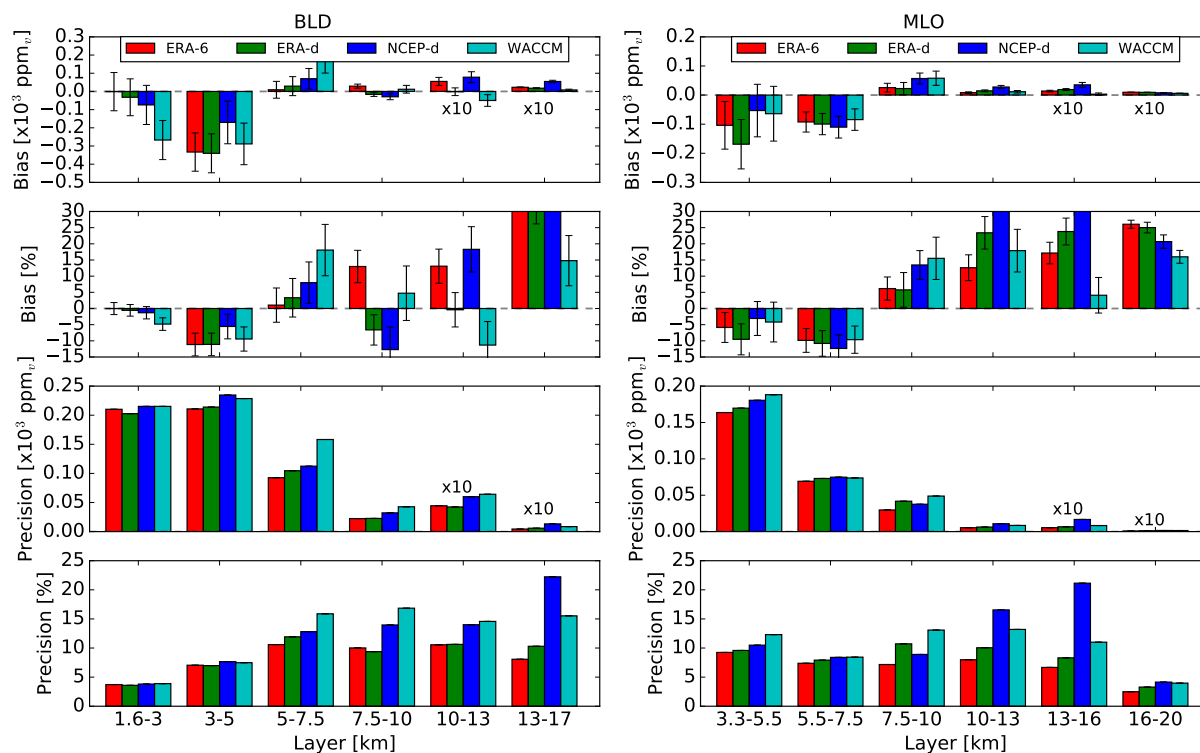 BLD
MLO
ERA-6 ERA-d NCEP-d WACCM
ERA-6 ERA-d NCEP-d WACCM
Bias [x10³ ppmᵥ]
0.3
0.2
0.1
0.0
−0.1
−0.2
−0.3
−0.4
−0.5
x10 x10
Bias [x10³ ppmᵥ]
0.3
0.2
0.1
0.0
−0.1
−0.2
−0.3
x10 x10
Bias [%]
30
25
20
15
10
5
0
−5
−10
−15
Bias [%]
30
25
20
15
10
5
0
−5
−10
−15
Precision [x10³ ppmᵥ]
0.25
0.20
0.15
0.10
0.05
0.00
x10
x10
Precision [x10³ ppmᵥ]
0.25
0.20
0.15
0.10
0.05
0.00
x10 x10
Precision [%]
25
20
15
10
5
0
1.6-3 3-5 5-7.5 7.5-10 10-13 13-17
Layer [km]
Precision [%]
25
20
15
10
5
0
3.3-5.5 5.5-7.5 7.5-10 10-13 13-16 16-20
Layer [km]